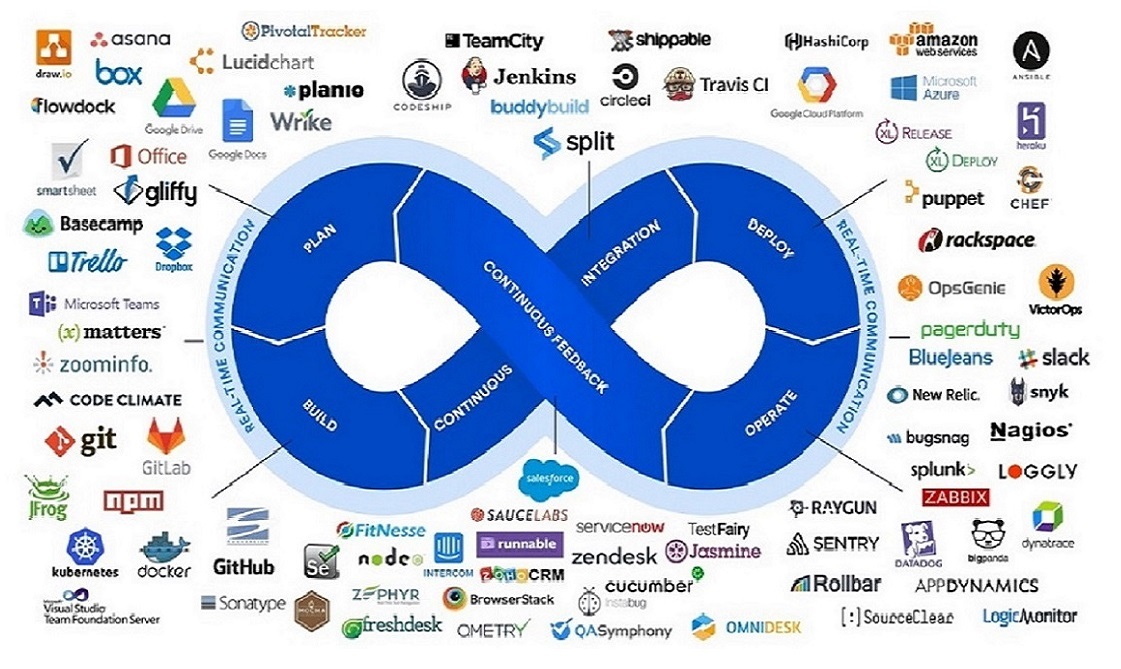 draw.io
asana
PivotalTracker
box
Lucidchart
flowdock
Google Drive
planio
Google Docs
Wrike
smartsheet
Office
gliffy
Basecamp
Trello
Dropbox
Microsoft Teams
(x)matters
zoominfo.
CODE CLIMATE
git
GitLab
JFrog
npm
kubernetes
docker
GitHub
Visual Studio
Team Foundation Server
TeamCity
shippable
CODESHIP
Jenkins
buddybuild
circleci
Travis CI
split
HashiCorp
amazon
web services
ANSIBLE
Google Cloud Platform
Microsoft
Azure
XL RELEASE
heroku
XL DEPLOY
puppet
CHEF
rackspace
OpsGenie
VictorOps
pagerduty
BlueJeans
slack
New Relic.
snyk
bugsnag
Nagios
splunk>
LOGGLY
ZABBIX
RAYGUN
SENTRY
DATADOG
bigpanda
dynatrace
Rollbar
APPDYNAMICS
[:]SourceClear
LogicMonitor
PLAN
BUILD
CONTINUOUS
INTEGRATION
CONTINUOUS FEEDBACK
DEPLOY
OPERATE
REAL-TIME COMMUNICATION
REAL-TIME COMMUNICATION
salesforce
FitNesse
SAUCELABS
servicenow
TestFairy
Se
node
INTERCOM
runnable
zendesk
Jasmine
ZOHO CRM
cucumber
Sonatype
MOCHA
ZEPHYR
BrowserStack
Instabug
freshdesk
QMETRY
QASymphony
OMNIDESK